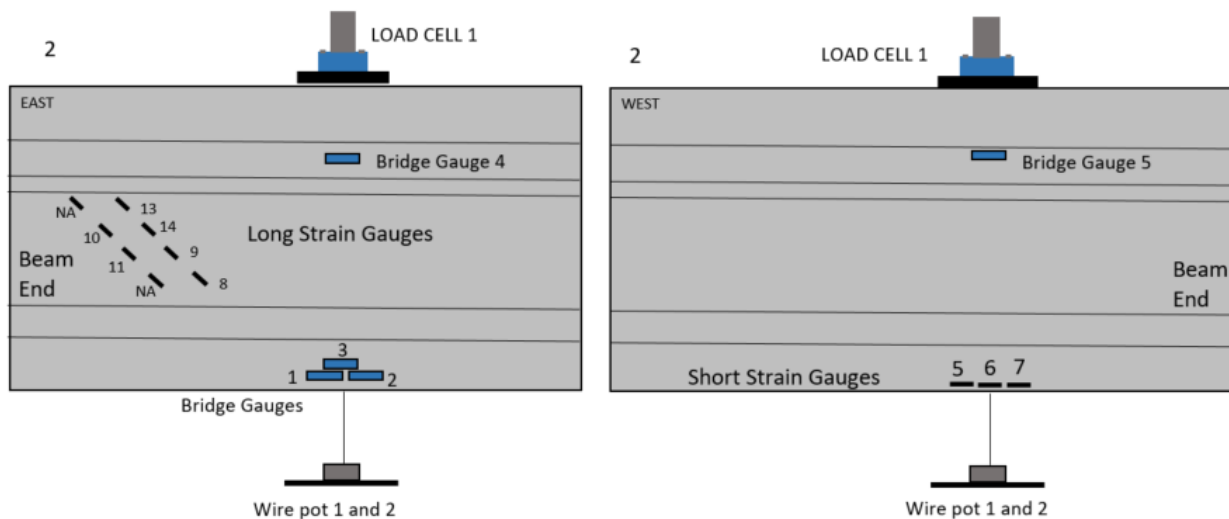 2
LOAD CELL 1
EAST
Bridge Gauge 4
NA
13
10
14
Long Strain Gauges
11
9
Beam
End
NA
8
3
1
2
Bridge Gauges
Wire pot 1 and 2
2
LOAD CELL 1
WEST
Bridge Gauge 5
Beam
End
Short Strain Gauges
5 6 7
Wire pot 1 and 2